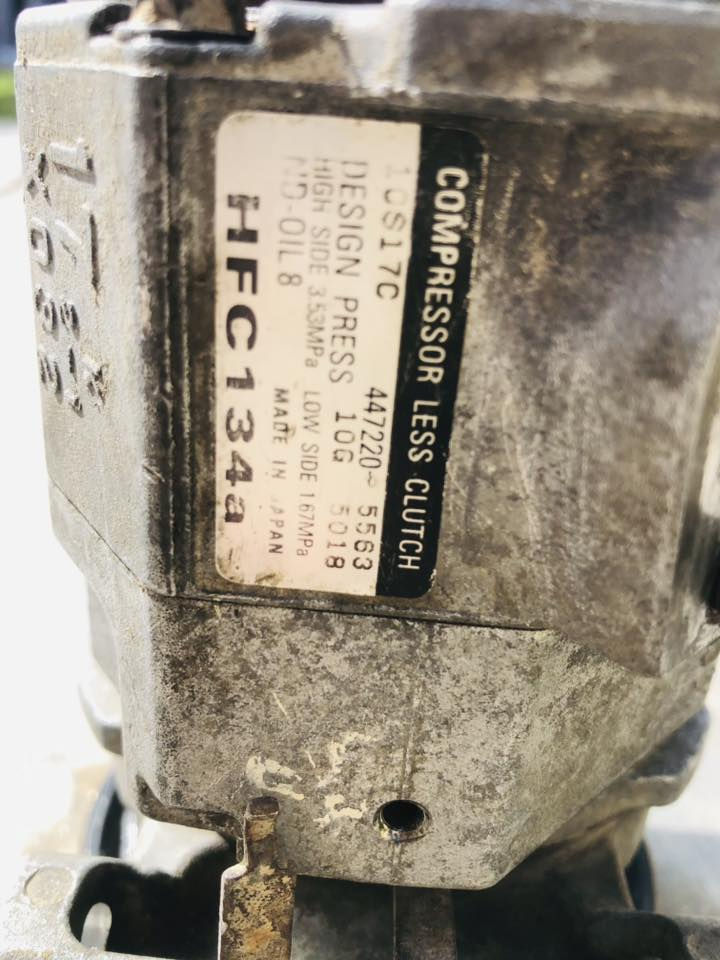 COMPRESSOR LESS CLUTCH
10S17C 447220-5563
DESIGN PRESS 10G 5018
HIGH SIDE 3.53MPa LOW SIDE 1.67MPa
ND-OIL 8 MADE IN JAPAN
HFC134a